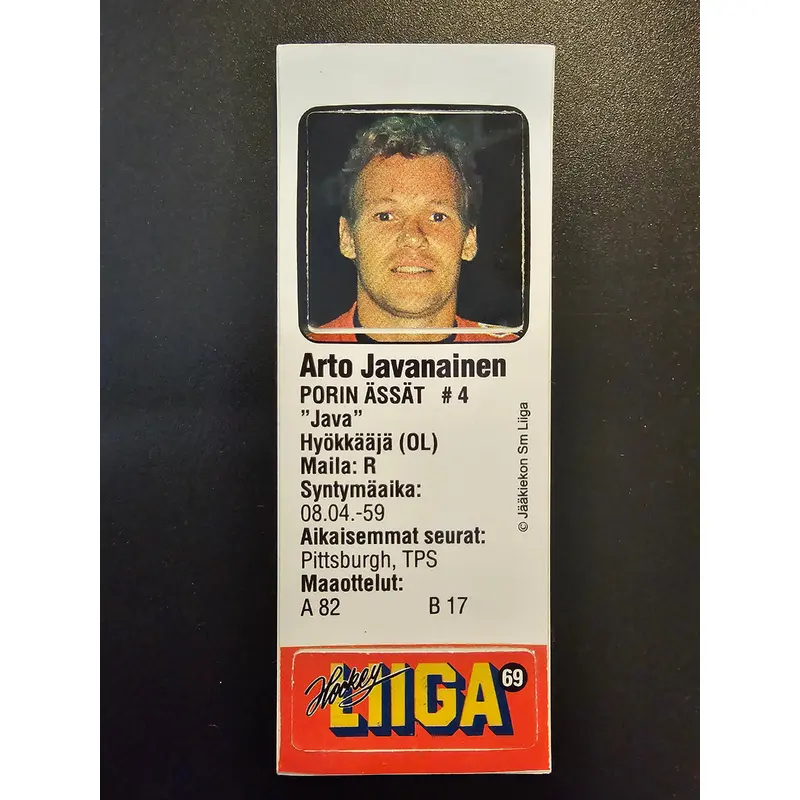 Arto Javanainen
PORIN ÄSSÄT # 4
”Java”
Hyökkääjä (OL)
Maila: R
Syntymäaika:
08.04.-59
Aikaisemmat seurat:
Pittsburgh, TPS
Maaottelut:
A 82 B 17
© Jääkiekon Sm Liiga
Hockey
LIIGA 69